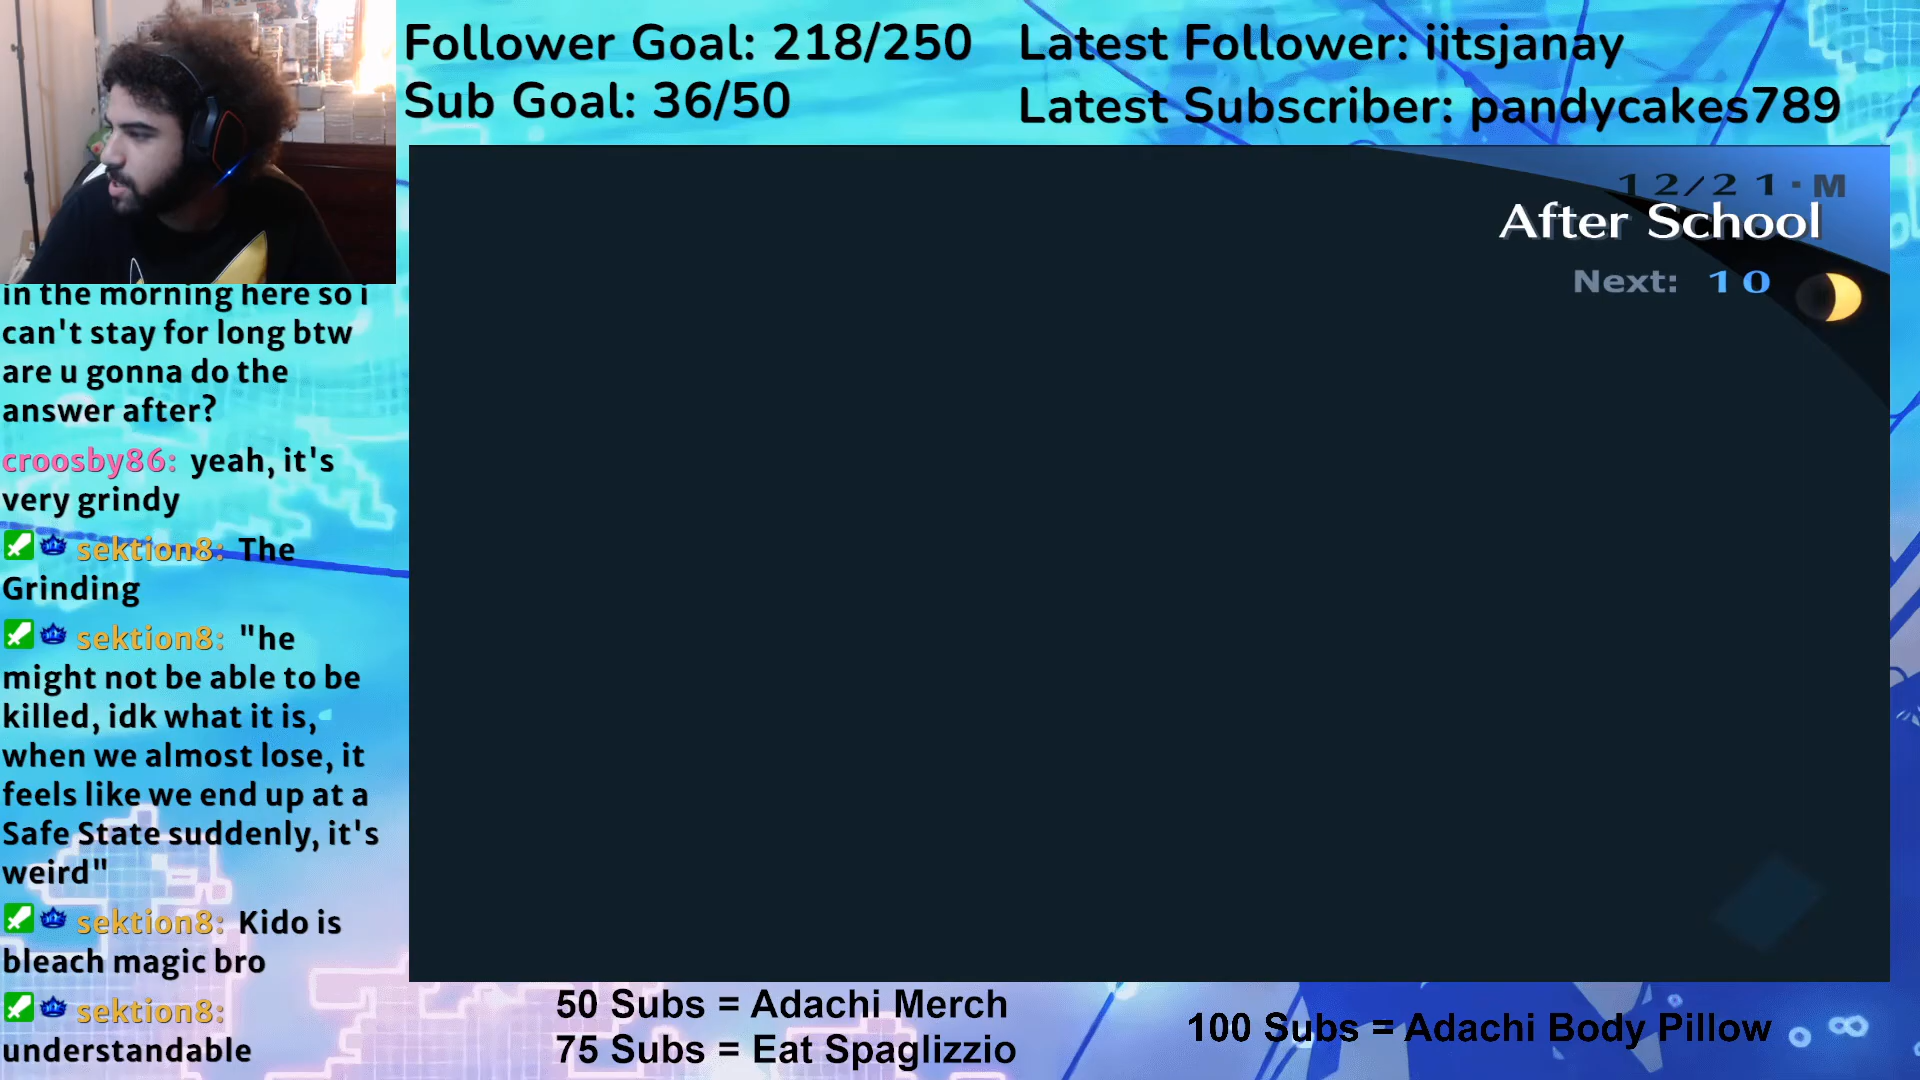 Follower Goal: 218/250
Sub Goal: 36/50
Latest Follower: iitsjanay
Latest Subscriber: pandycakes789
12/21・M
After School
Next: 10
in the morning here so i
can't stay for long btw
are u gonna do the
answer after?
croosby86: yeah, it's
very grindy
sektion8: The
Grinding
sektion8: "he
might not be able to be
killed, idk what it is,
when we almost lose, it
feels like we end up at a
Safe State suddenly, it's
weird"
sektion8: Kido is
bleach magic bro
sektion8:
understandable
50 Subs = Adachi Merch
75 Subs = Eat Spaglizzio
100 Subs = Adachi Body Pillow